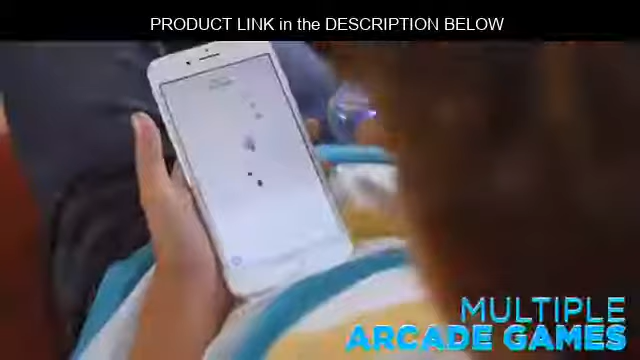 PRODUCT LINK in the DESCRIPTION BELOW
MULTIPLE
ARCADE GAMES